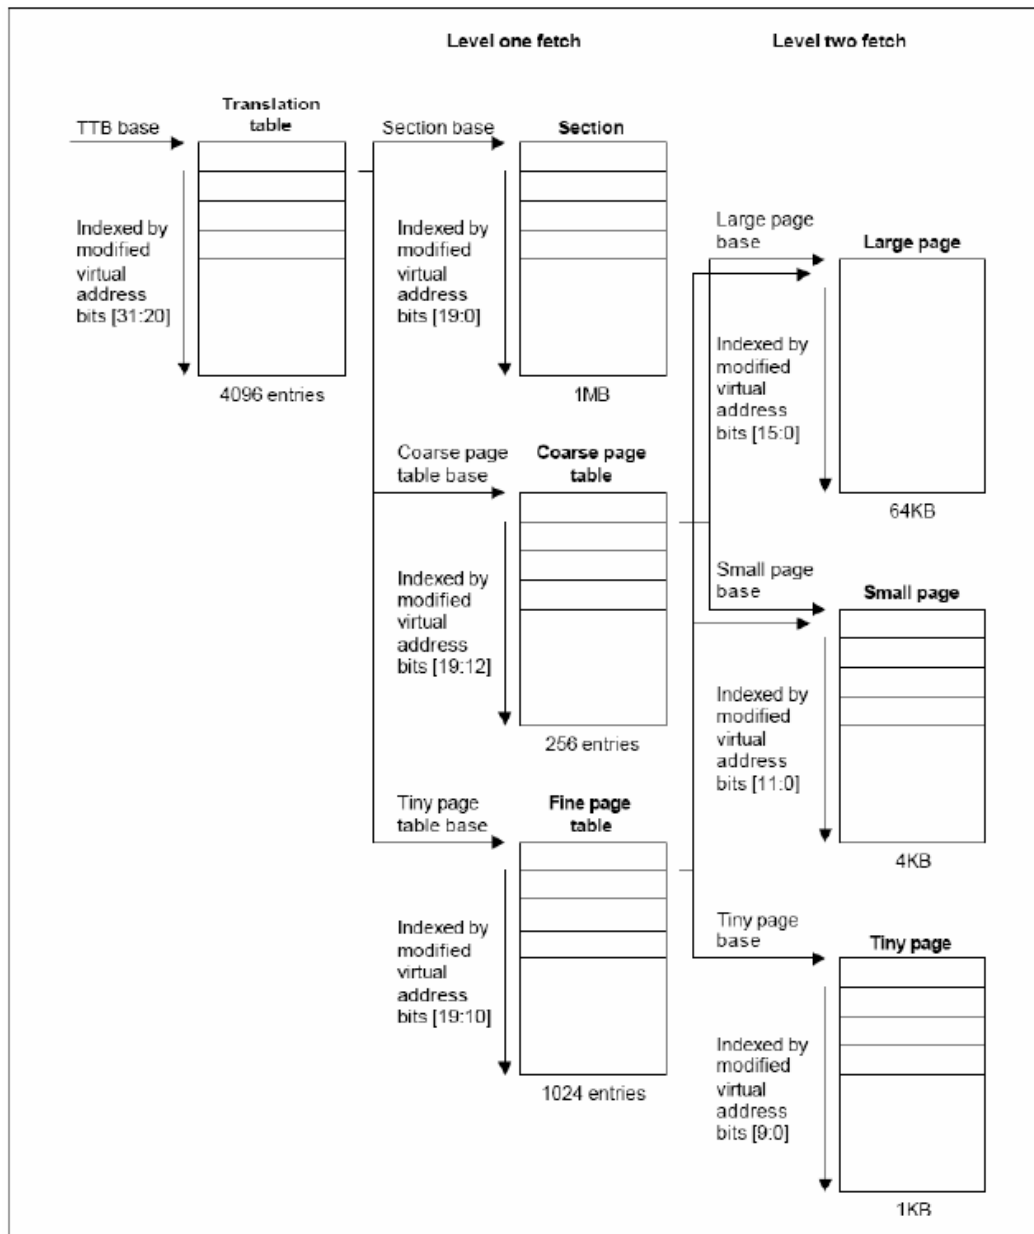 Level one fetch
Level two fetch
TTB base
Translation
table
Indexed by
modified
virtual
address
bits [31:20]
4096 entries
Section base
Section
Indexed by
modified
virtual
address
bits [19:0]
1MB
Coarse page
table base
Coarse page
table
Indexed by
modified
virtual
address
bits [19:12]
256 entries
Tiny page
table base
Fine page
table
Indexed by
modified
virtual
address
bits [19:10]
1024 entries
Large page
base
Large page
Indexed by
modified
virtual
address
bits [15:0]
64KB
Small page
base
Small page
Indexed by
modified
virtual
address
bits [11:0]
4KB
Tiny page
base
Tiny page
Indexed by
modified
virtual
address
bits [9:0]
1KB